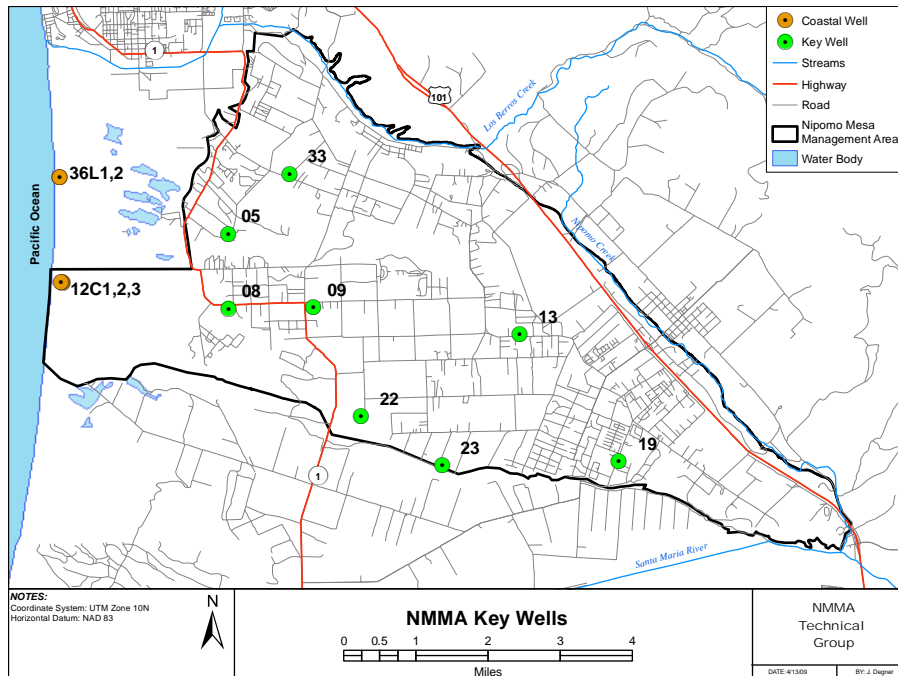 Coastal Well
Key Well
Streams
Highway
Road
Nipomo Mesa
Management Area
Water Body
1
101
Los Berros Creek
33
36L1,2
05
Pacific Ocean
Nipomo Creek
12C1,2,3
08
09
13
22
23
19
1
Santa Maria River
NOTES:
Coordinate System: UTM Zone 10N
Horizontal Datum: NAD 83
N
NMMA Key Wells
0 0.5 1 2 3 4
Miles
NMMA
Technical
Group
DATE:4/13/09
BY: J. Degner